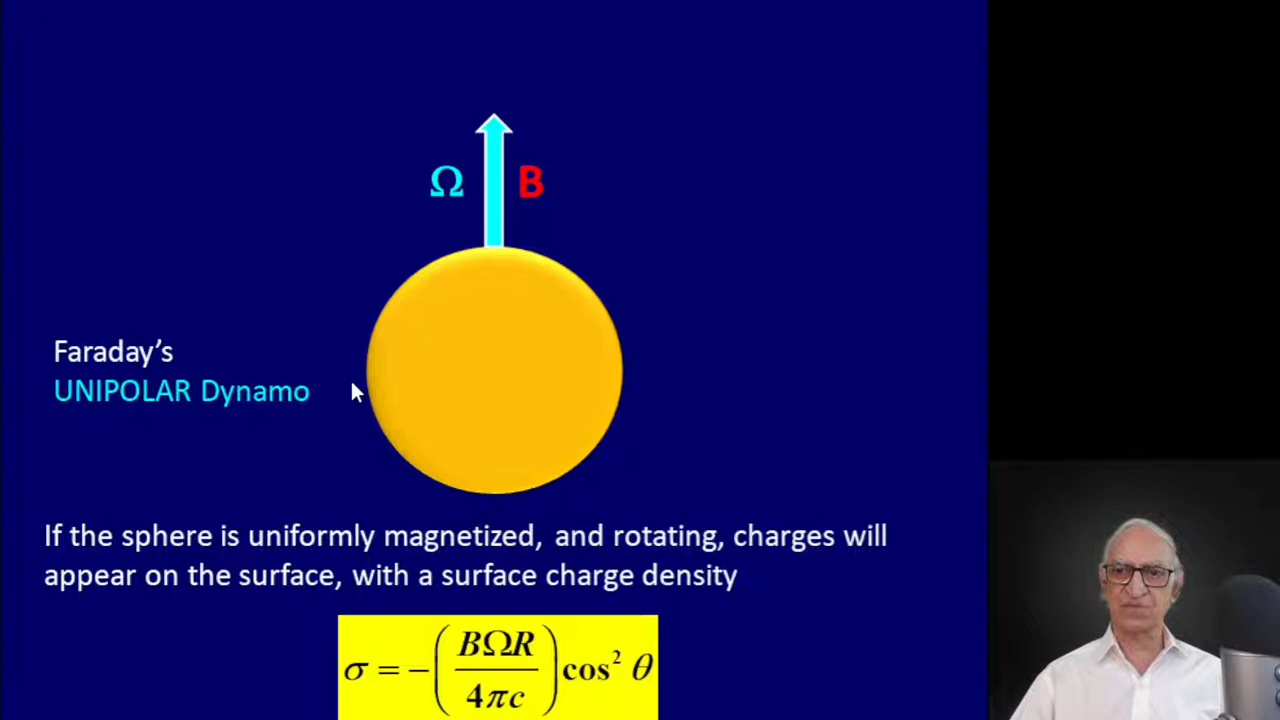 Ω B
Faraday’s
UNIPOLAR Dynamo
If the sphere is uniformly magnetized, and rotating, charges will
appear on the surface, with a surface charge density
σ = −(BΩR / 4πc) cos² θ